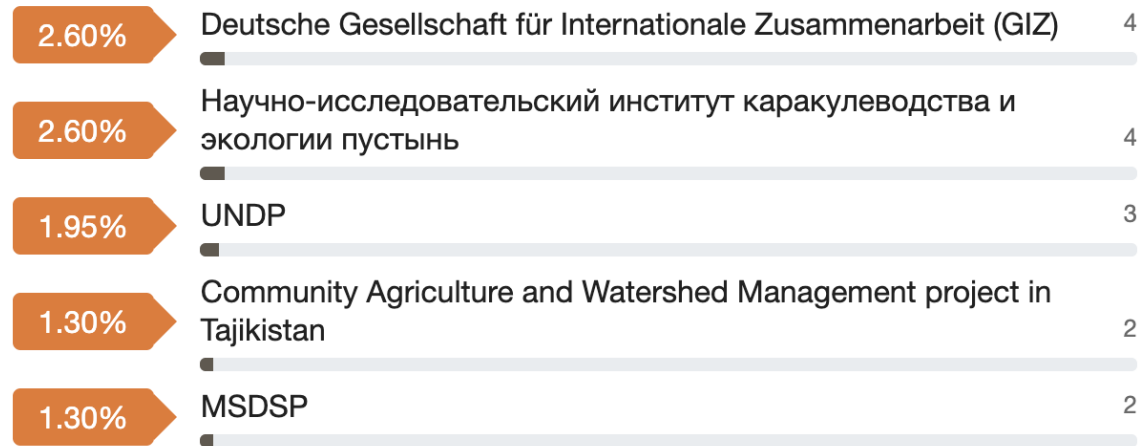 2.60%
Deutsche Gesellschaft für Internationale Zusammenarbeit (GIZ) 4
2.60%
Научно-исследовательский институт каракулеводства и
экологии пустынь 4
1.95%
UNDP 3
1.30%
Community Agriculture and Watershed Management project in
Tajikistan 2
1.30%
MSDSP 2